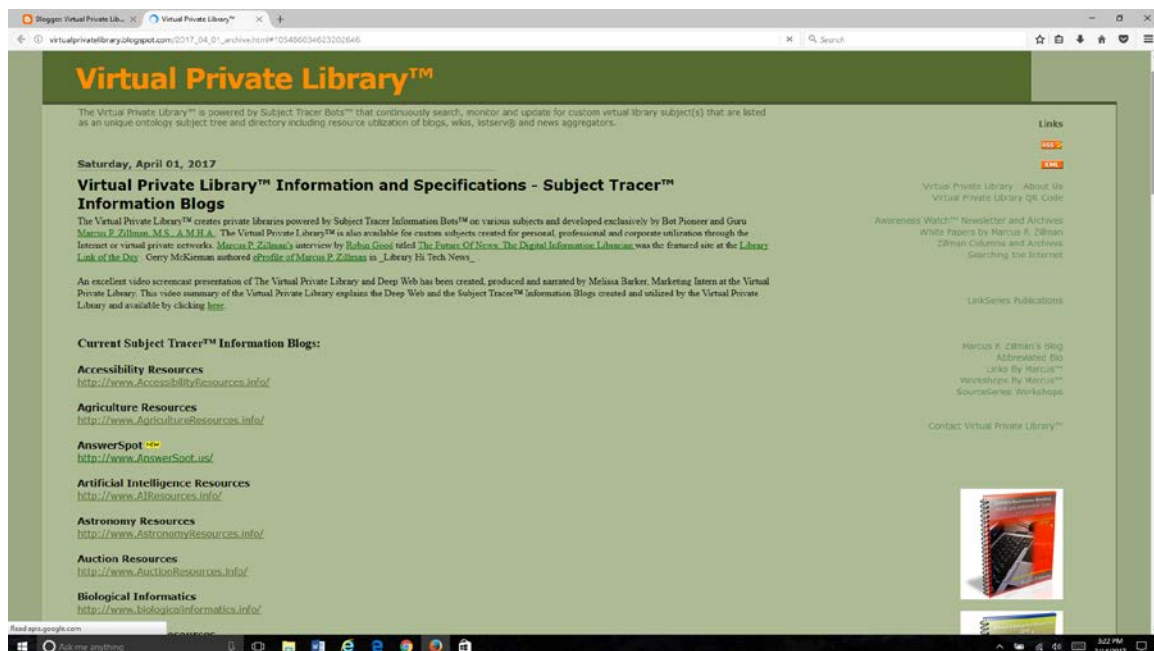 Blogger: Virtual Private Lib...
Virtual Private Library™
virtualprivatelibrary.blogspot.com/2017_04_01_archive.html#105486034623202646
Search
Virtual Private Library™
The Virtual Private Library™ is powered by Subject Tracer Bots™ that continuously search, monitor and update for custom virtual library subject(s) that are listed
as an unique ontology subject tree and directory including resource utilization of blogs, wikis, listserv® and news aggregators.
Links
RSS
XML
Saturday, April 01, 2017
Virtual Private Library™ Information and Specifications - Subject Tracer™
Information Blogs
The Virtual Private Library™ creates private libraries powered by Subject Tracer Information Bots™ on various subjects and developed exclusively by Bot Pioneer and Guru
Marcus P. Zillman, M.S., A.M.H.A. The Virtual Private Library™ is also available for custom subjects created for personal, professional and corporate utilization through the
Internet or virtual private networks. Marcus P. Zillman's interview by Robin Good titled The Future Of News: The Digital Information Librarian was the featured site at the Library
Link of the Day . Gerry McKiernan authored eProfile of Marcus P. Zillman in _Library Hi Tech News_ .
An excellent video screencast presentation of The Virtual Private Library and Deep Web has been created, produced and narrated by Melissa Barker, Marketing Intern at the Virtual
Private Library. This video summary of the Virtual Private Library explains the Deep Web and the Subject Tracer™ Information Blogs created and utilized by the Virtual Private
Library and available by clicking here.
Current Subject Tracer™ Information Blogs:
Accessibility Resources
http://www.AccessibilityResources.info/
Agriculture Resources
http://www.AgricultureResources.info/
AnswerSpot NEW
http://www.AnswerSpot.us/
Artificial Intelligence Resources
http://www.AIResources.info/
Astronomy Resources
http://www.AstronomyResources.info/
Auction Resources
http://www.AuctionResources.info/
Biological Informatics
http://www.biologicalinformatics.info/
Virtual Private Library About Us
Virtual Private Library QR Code
Awareness Watch™ Newsletter and Archives
White Papers by Marcus P. Zillman
Zillman Columns and Archives
Searching the Internet
LinkSeries Publications
Marcus P. Zillman's Blog
Abbreviated Bio
Links By Marcus™
Workshops By Marcus™
SourceSeries Workshops
Contact Virtual Private Library™
Read apis.google.com
Ask me anything
3:22 PM